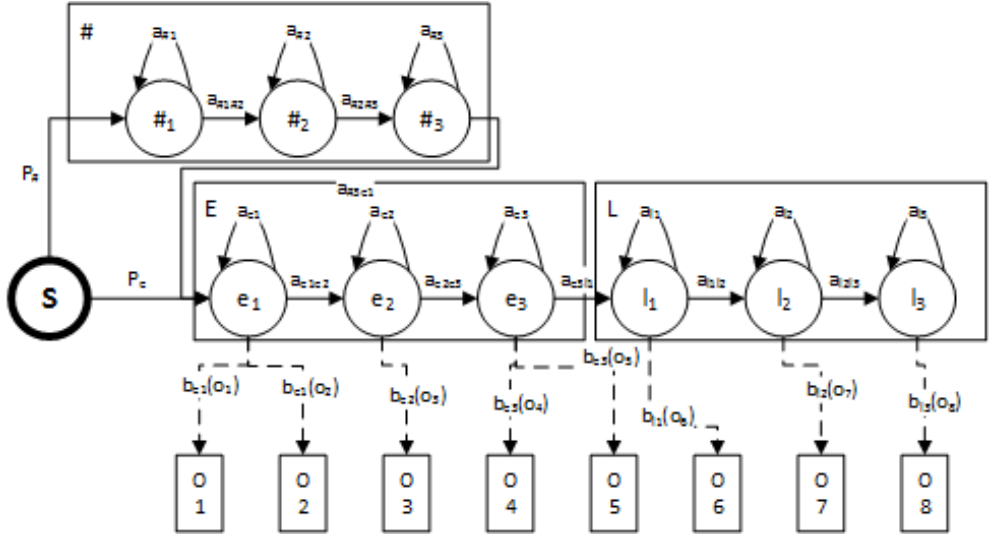 #
a#1 a#2 a#3
#1 a#1#2 #2 a#2#3 #3
P#
a#3e1
E L
ae1 ae2 ae3 al1 al2 al3
S Pe e1 ae1e2 e2 ae2e3 e3 ae3l1 l1 al1l2 l2 al2l3 l3
be1(o1) be1(o2) be2(o3) be3(o4) be3(o5) bl1(o6) bl2(o7) bl3(o8)
O O O O O O O O
1 2 3 4 5 6 7 8